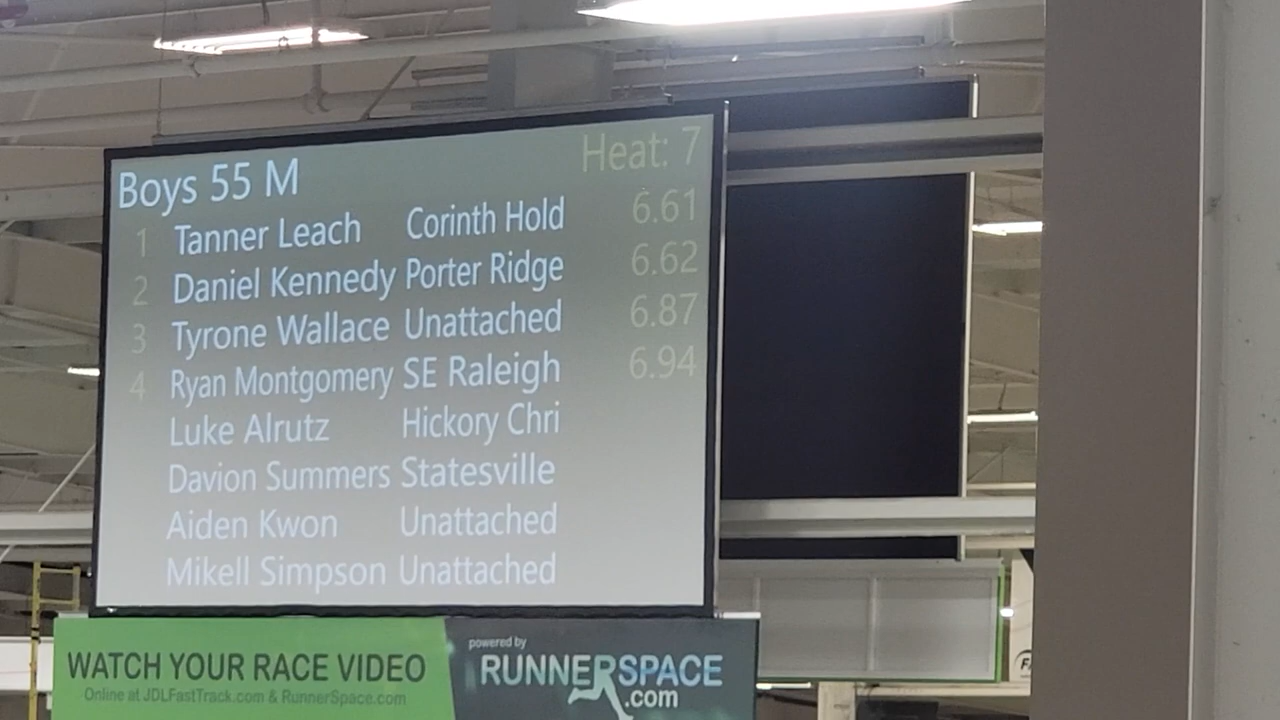 Boys 55 M Heat: 7
1 Tanner Leach Corinth Hold 6.61
2 Daniel Kennedy Porter Ridge 6.62
3 Tyrone Wallace Unattached 6.87
4 Ryan Montgomery SE Raleigh 6.94
Luke Alrutz Hickory Chri
Davion Summers Statesville
Aiden Kwon Unattached
Mikell Simpson Unattached
WATCH YOUR RACE VIDEO
Online at JDLFastTrack.com & RunnerSpace.com
powered by
RUNNERSPACE
.com